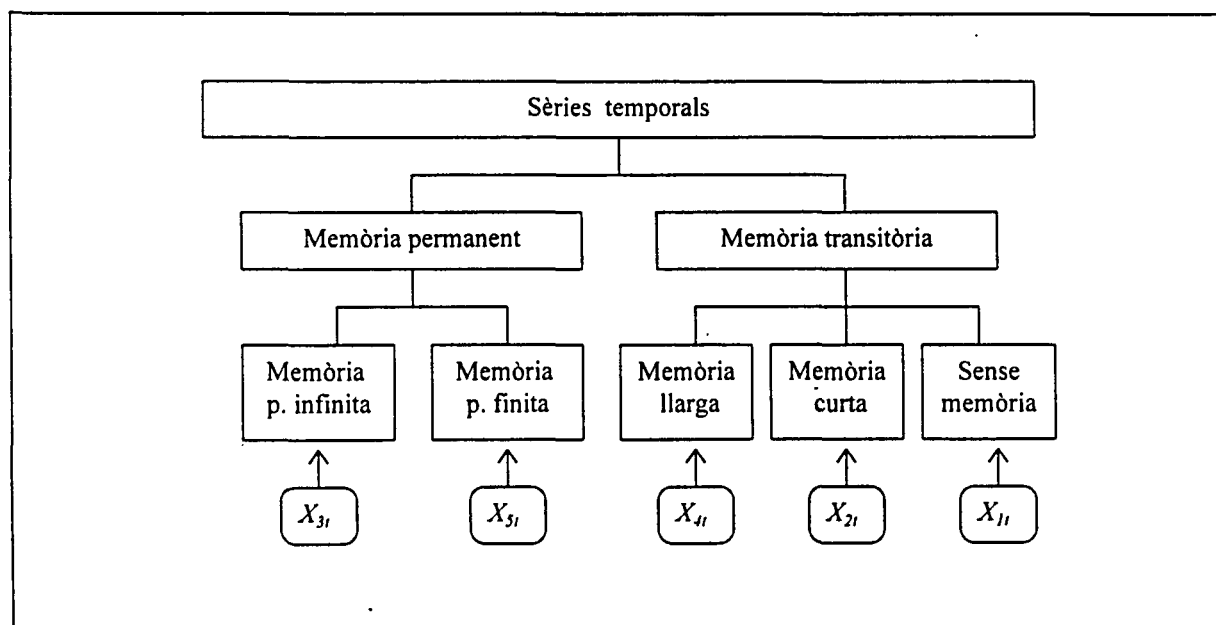 Sèries temporals
Memòria permanent
Memòria transitòria
Memòria
p. infinita
Memòria
p. finita
Memòria
llarga
Memòria
curta
Sense
memòria
X3t
X5t
X4t
X2t
X1t